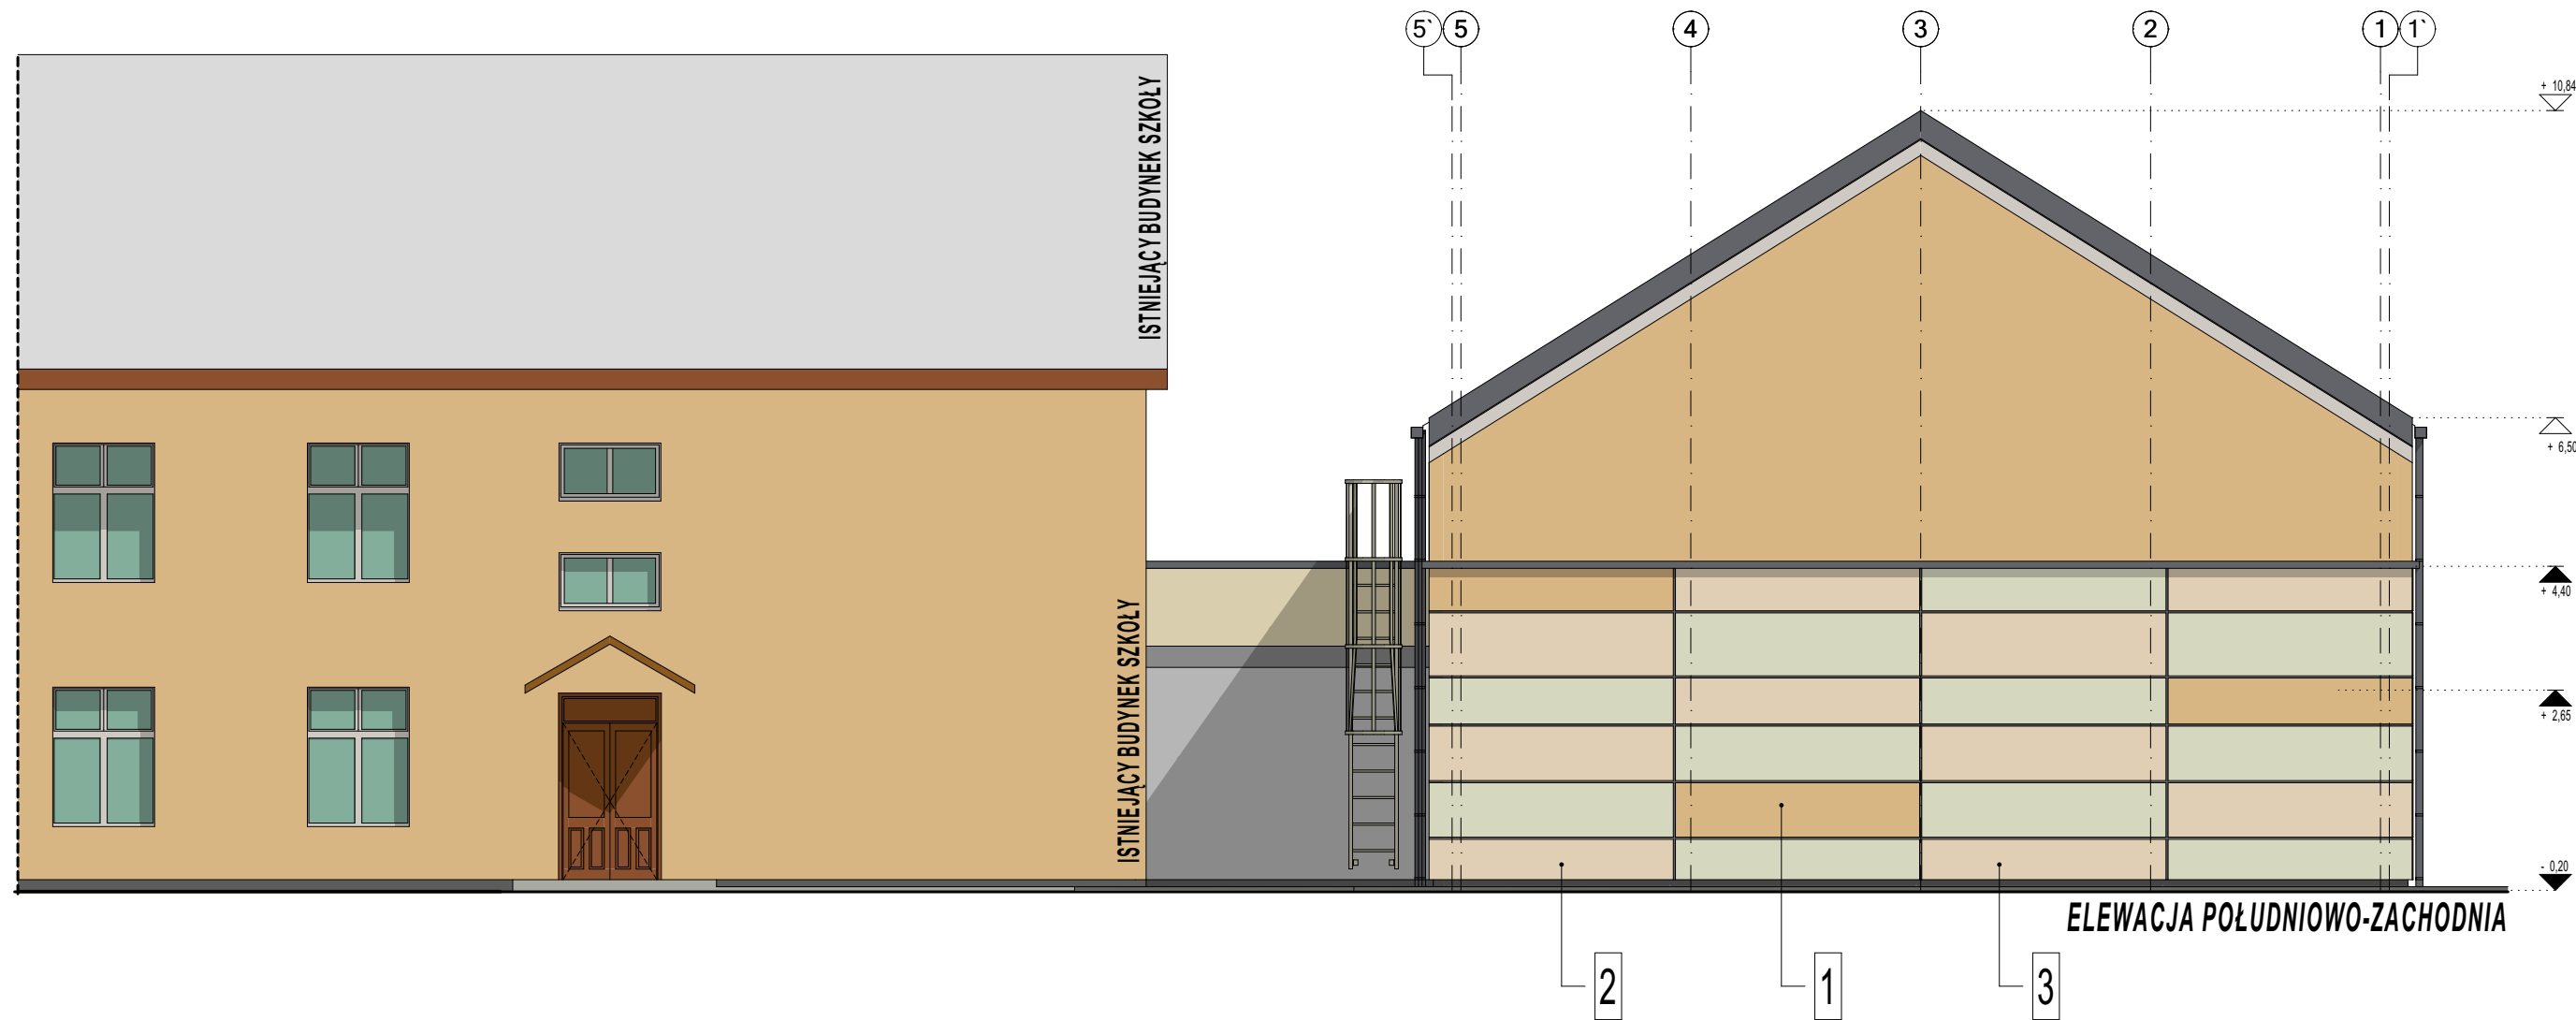 5` 5 4 3 2 1 1`
+ 10,84
ISTNIEJĄCY BUDYNEK SZKOŁY
+ 6,50
+ 4,40
ISTNIEJĄCY BUDYNEK SZKOŁY
+ 2,65
- 0,20
ELEWACJA POŁUDNIOWO-ZACHODNIA
2 1 3